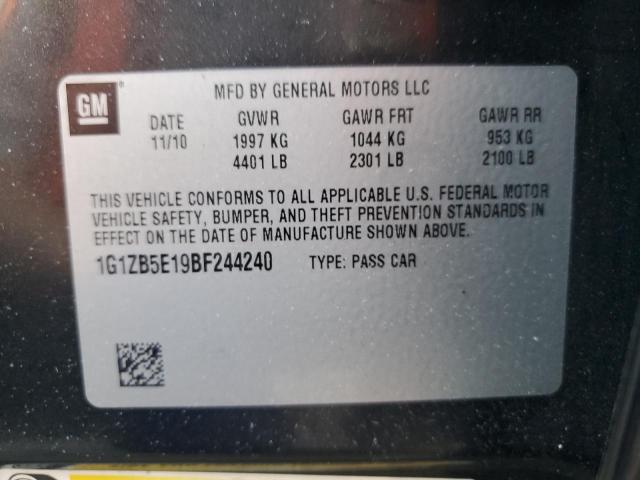 GM
MFD BY GENERAL MOTORS LLC
DATE GVWR GAWR FRT GAWR RR
11/10 1997 KG 1044 KG 953 KG
4401 LB 2301 LB 2100 LB
THIS VEHICLE CONFORMS TO ALL APPLICABLE U.S. FEDERAL MOTOR
VEHICLE SAFETY, BUMPER, AND THEFT PREVENTION STANDARDS IN
EFFECT ON THE DATE OF MANUFACTURE SHOWN ABOVE.
1G1ZB5E19BF244240 TYPE: PASS CAR